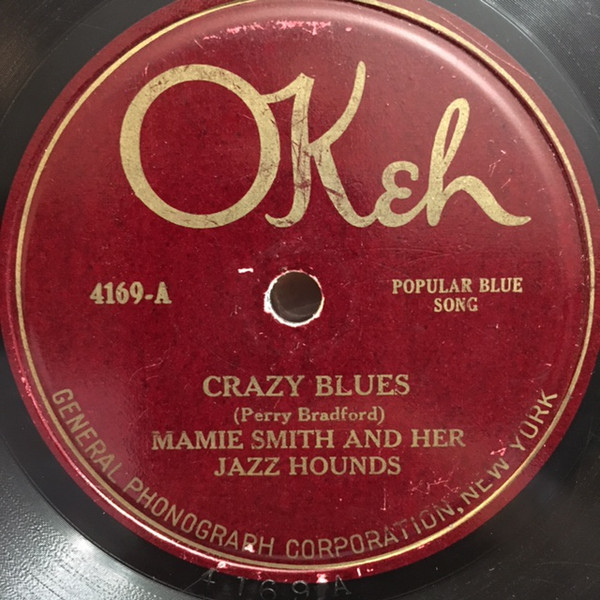 OKeh
4169-A
POPULAR BLUE
SONG
CRAZY BLUES
(Perry Bradford)
MAMIE SMITH AND HER
JAZZ HOUNDS
GENERAL PHONOGRAPH CORPORATION, NEW YORK
4169A